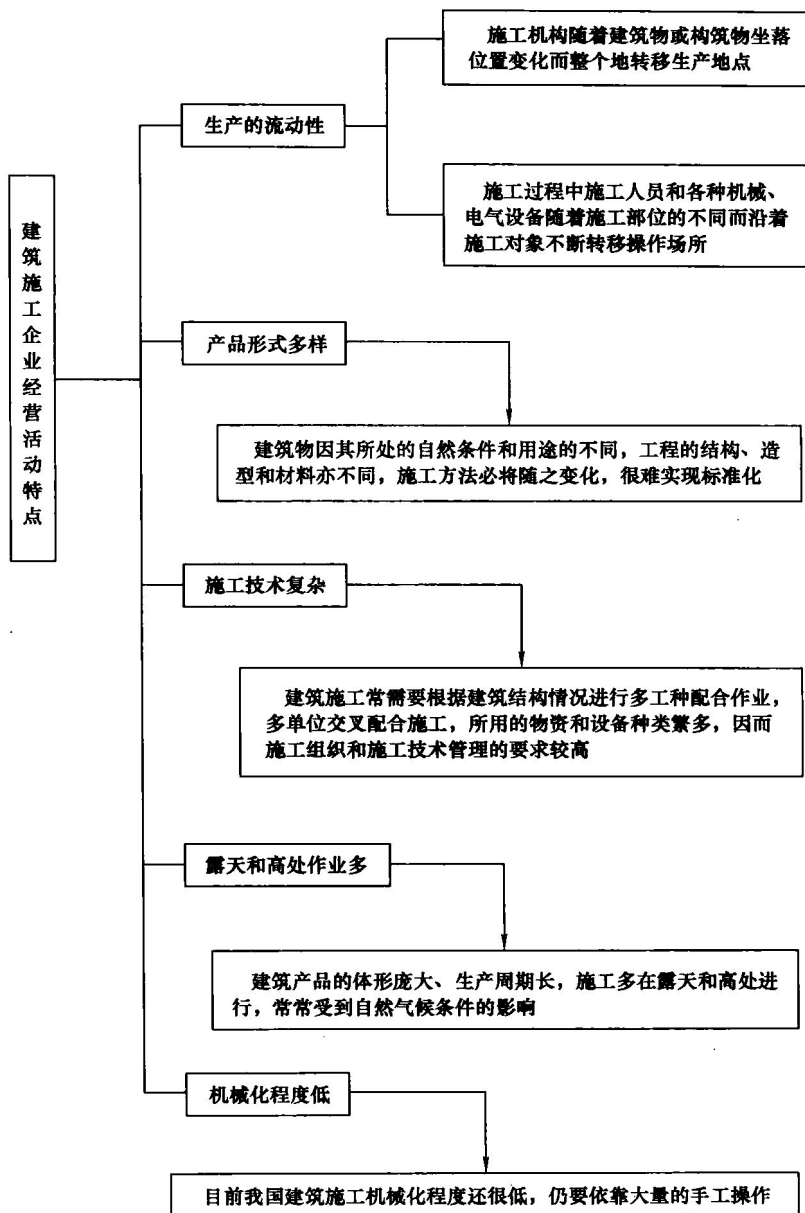 建筑施工企业经营活动特点
生产的流动性
施工机构随着建筑物或构筑物坐落
位置变化而整个地转移生产地点
施工过程中施工人员和各种机械、
电气设备随着施工部位的不同而沿着
施工对象不断转移操作场所
产品形式多样
建筑物因其所处的自然条件和用途的不同，工程的结构、造
型和材料亦不同，施工方法必将随之变化，很难实现标准化
施工技术复杂
建筑施工常需要根据建筑结构情况进行多工种配合作业，
多单位交叉配合施工，所用的物资和设备种类繁多，因而
施工组织和施工技术管理的要求较高
露天和高处作业多
建筑产品的体形庞大、生产周期长，施工多在露天和高处进
行，常常受到自然气候条件的影响
机械化程度低
目前我国建筑施工机械化程度还很低，仍要依靠大量的手工操作